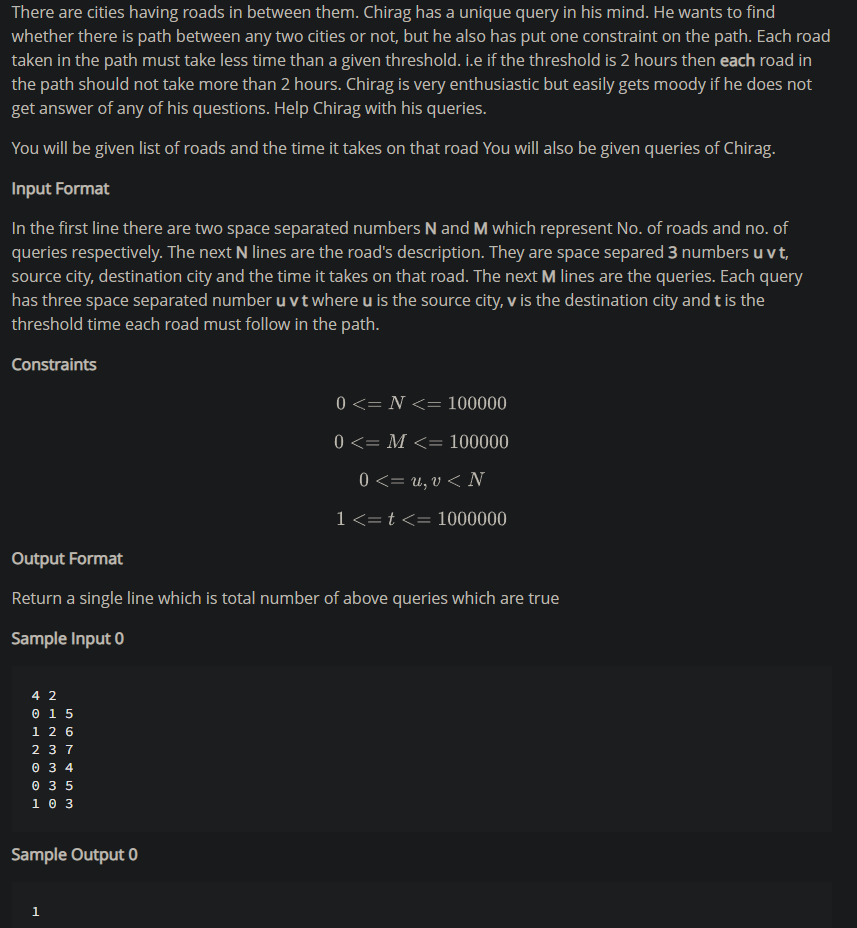 There are cities having roads in between them. Chirag has a unique query in his mind. He wants to find
whether there is path between any two cities or not, but he also has put one constraint on the path. Each road
taken in the path must take less time than a given threshold. i.e if the threshold is 2 hours then each road in
the path should not take more than 2 hours. Chirag is very enthusiastic but easily gets moody if he does not
get answer of any of his questions. Help Chirag with his queries.
You will be given list of roads and the time it takes on that road You will also be given queries of Chirag.
Input Format
In the first line there are two space separated numbers N and M which represent No. of roads and no. of
queries respectively. The next N lines are the road's description. They are space separed 3 numbers u v t,
source city, destination city and the time it takes on that road. The next M lines are the queries. Each query
has three space separated number u v t where u is the source city, v is the destination city and t is the
threshold time each road must follow in the path.
Constraints
0 <= N <= 100000
0 <= M <= 100000
0 <= u, v < N
1 <= t <= 1000000
Output Format
Return a single line which is total number of above queries which are true
Sample Input 0
4 2
0 1 5
1 2 6
2 3 7
0 3 4
0 3 5
1 0 3
Sample Output 0
1